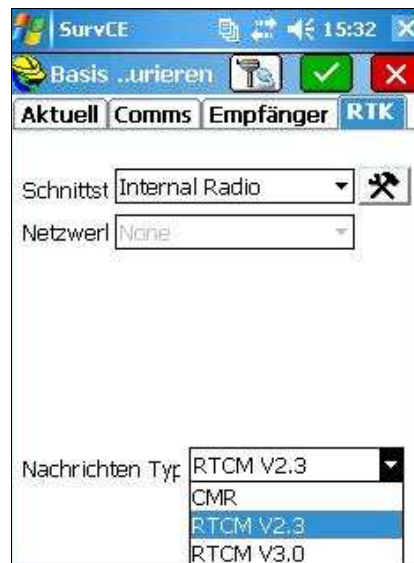 SurvCE 15:32
Basis ..urieren
Aktuell Comms Empfänger RTK
Schnittst Internal Radio
Netzwerl None
Nachrichten Typ RTCM V2.3
CMR
RTCM V2.3
RTCM V3.0